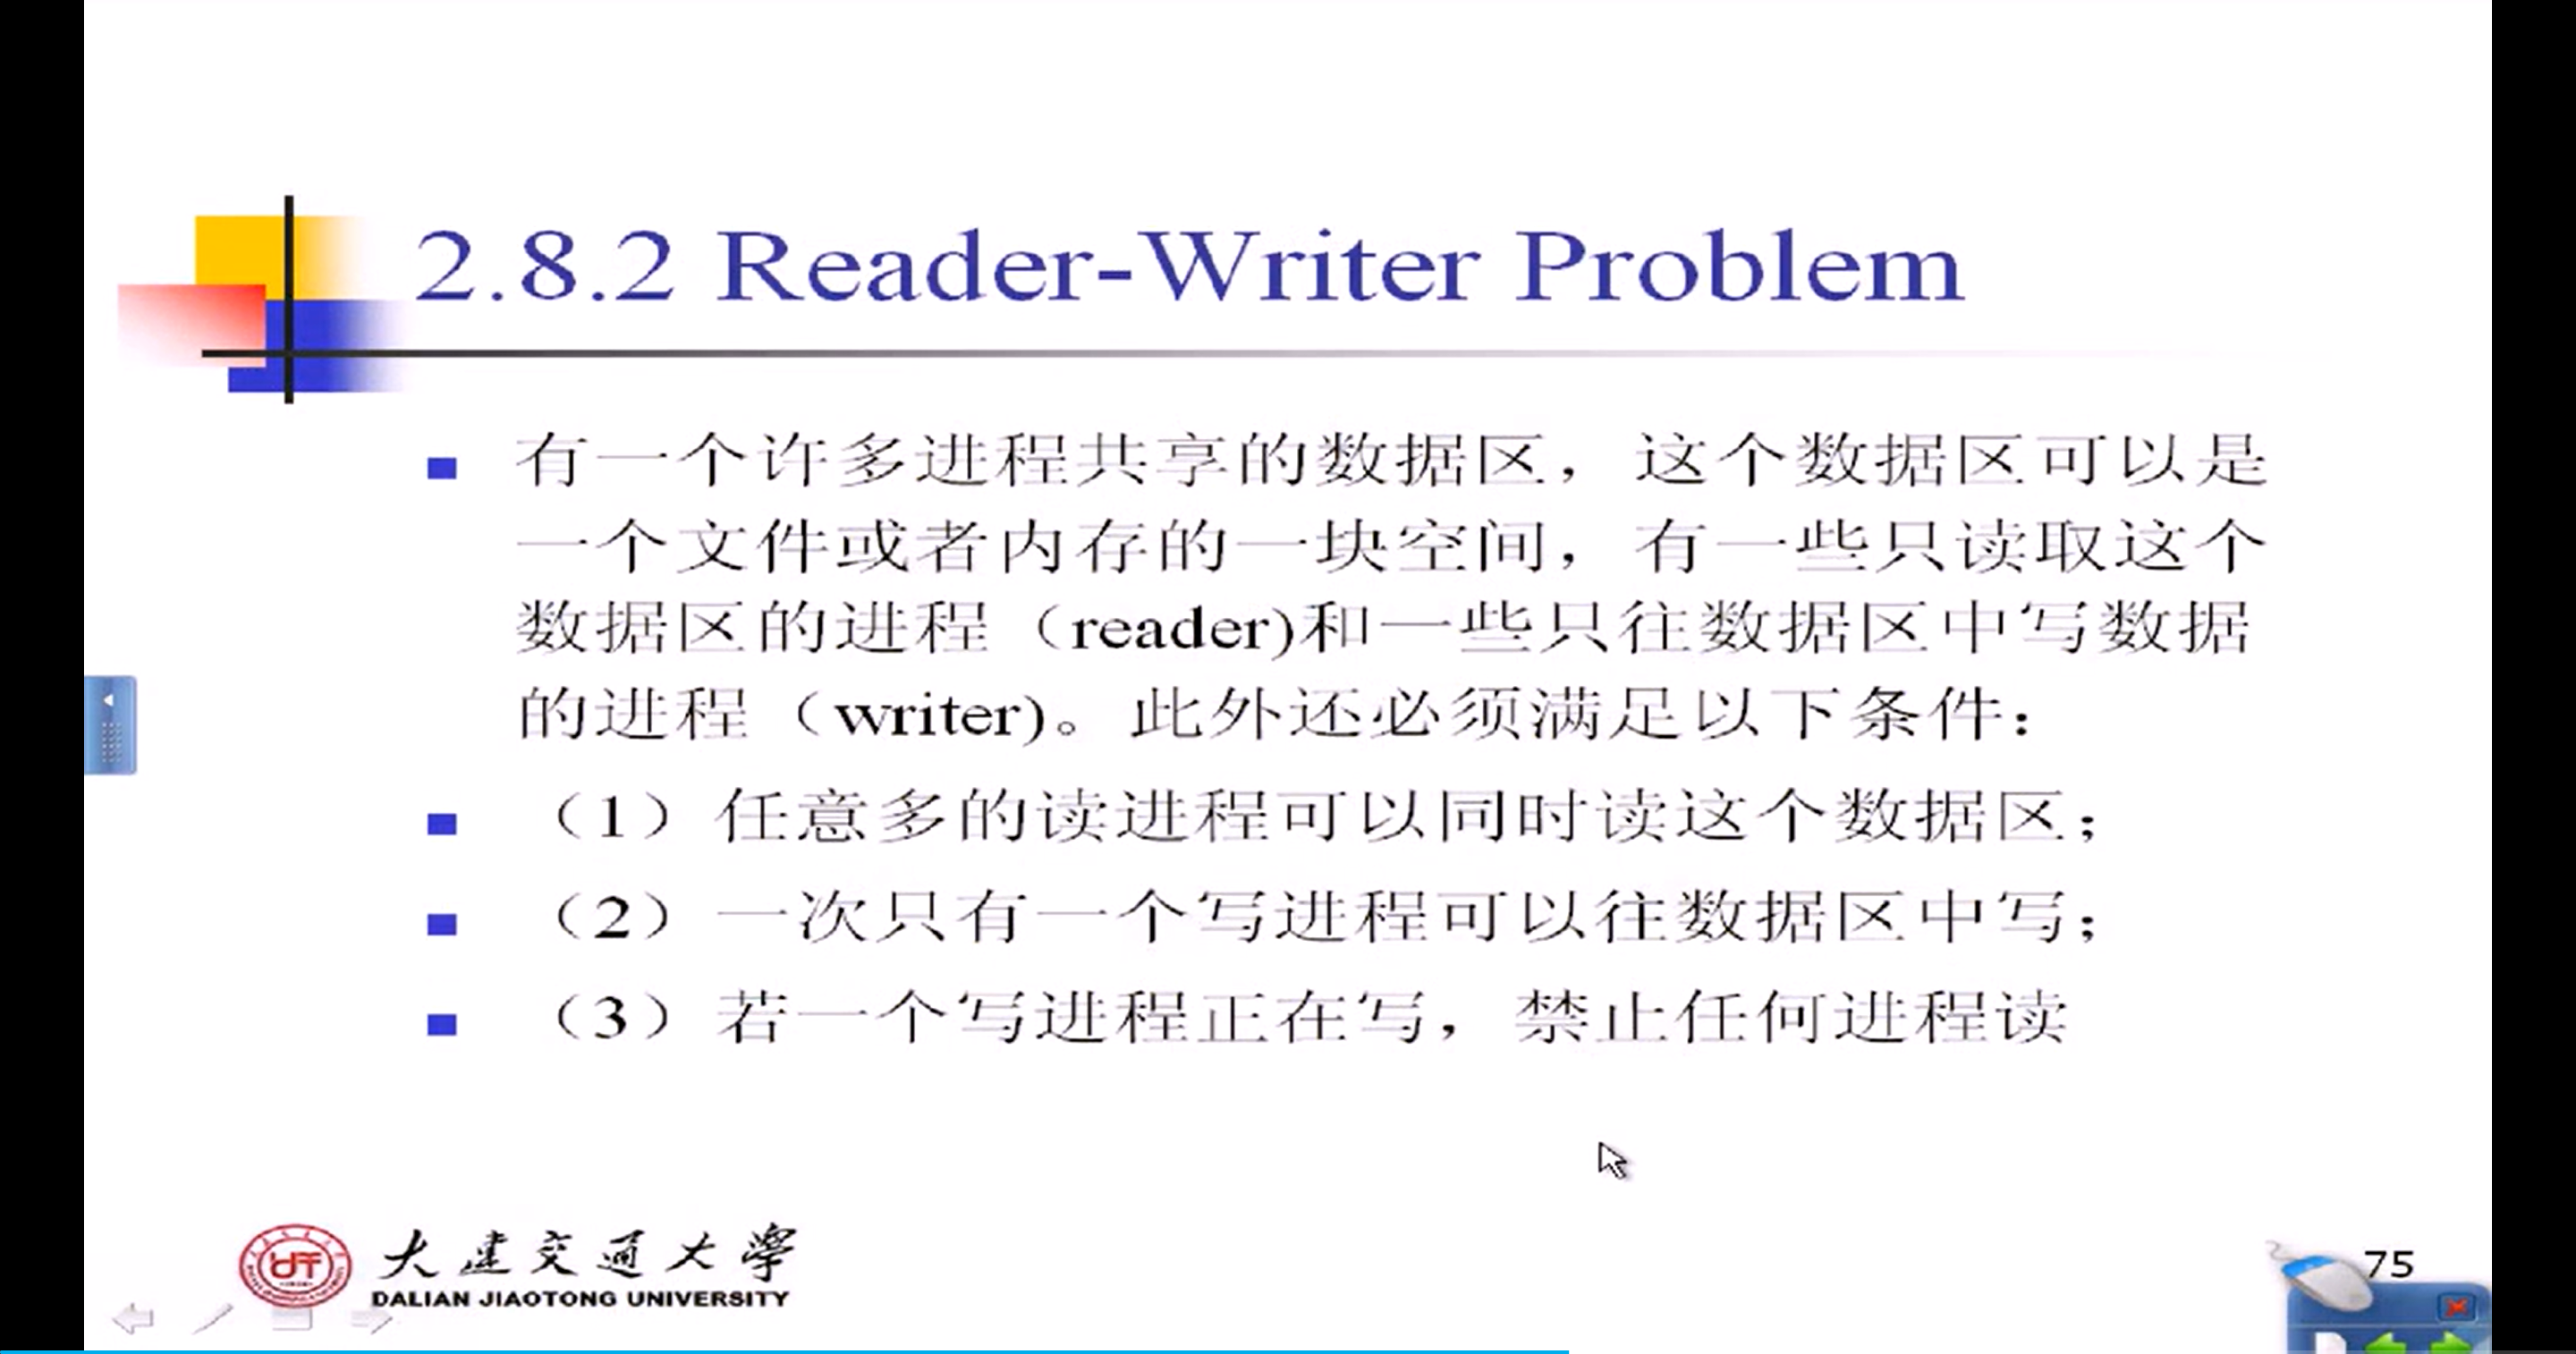 2.8.2 Reader-Writer Problem
有一个许多进程共享的数据区，这个数据区可以是
一个文件或者内存的一块空间，有一些只读取这个
数据区的进程（reader)和一些只往数据区中写数据
的进程（writer)。此外还必须满足以下条件：
（1）任意多的读进程可以同时读这个数据区；
（2）一次只有一个写进程可以往数据区中写；
（3）若一个写进程正在写，禁止任何进程读
大连交通大学
DALIAN JIAOTONG UNIVERSITY
75